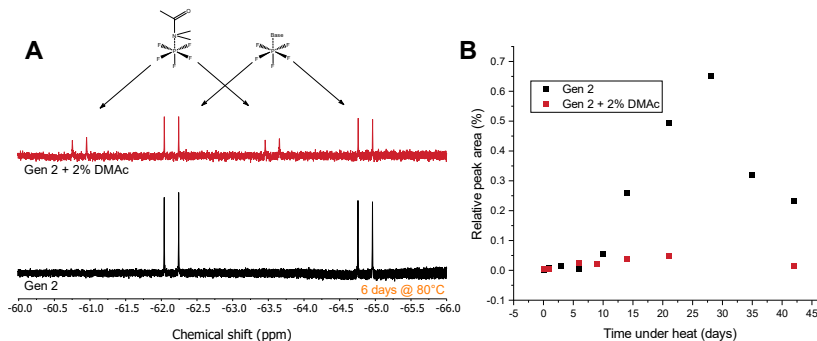 A
O
N
F
F
P
F
F
F
Base
F
F
P
F
F
F
Gen 2 + 2% DMAc
Gen 2
6 days @ 80°C
-60.0 -60.5 -61.0 -61.5 -62.0 -62.5 -63.0 -63.5 -64.0 -64.5 -65.0 -65.5 -66.0
Chemical shift (ppm)
B
Gen 2
Gen 2 + 2% DMAc
Relative peak area (%)
0.7
0.6
0.5
0.4
0.3
0.2
0.1
0.0
-0.1
-5 0 5 10 15 20 25 30 35 40 45
Time under heat (days)